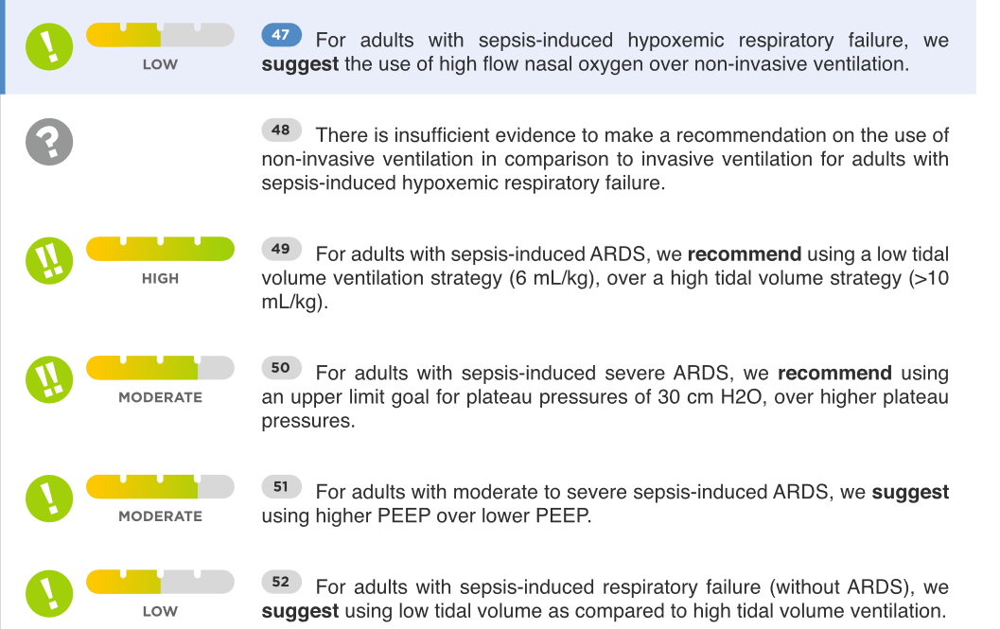 47 For adults with sepsis-induced hypoxemic respiratory failure, we
LOW
suggest the use of high flow nasal oxygen over non-invasive ventilation.
?
48 There is insufficient evidence to make a recommendation on the use of
non-invasive ventilation in comparison to invasive ventilation for adults with
sepsis-induced hypoxemic respiratory failure.
!!
49 For adults with sepsis-induced ARDS, we recommend using a low tidal
HIGH
volume ventilation strategy (6 mL/kg), over a high tidal volume strategy (>10
mL/kg).
!!
50 For adults with sepsis-induced severe ARDS, we recommend using
MODERATE
an upper limit goal for plateau pressures of 30 cm H2O, over higher plateau
pressures.
!
51 For adults with moderate to severe sepsis-induced ARDS, we suggest
MODERATE
using higher PEEP over lower PEEP.
!
52 For adults with sepsis-induced respiratory failure (without ARDS), we
LOW
suggest using low tidal volume as compared to high tidal volume ventilation.